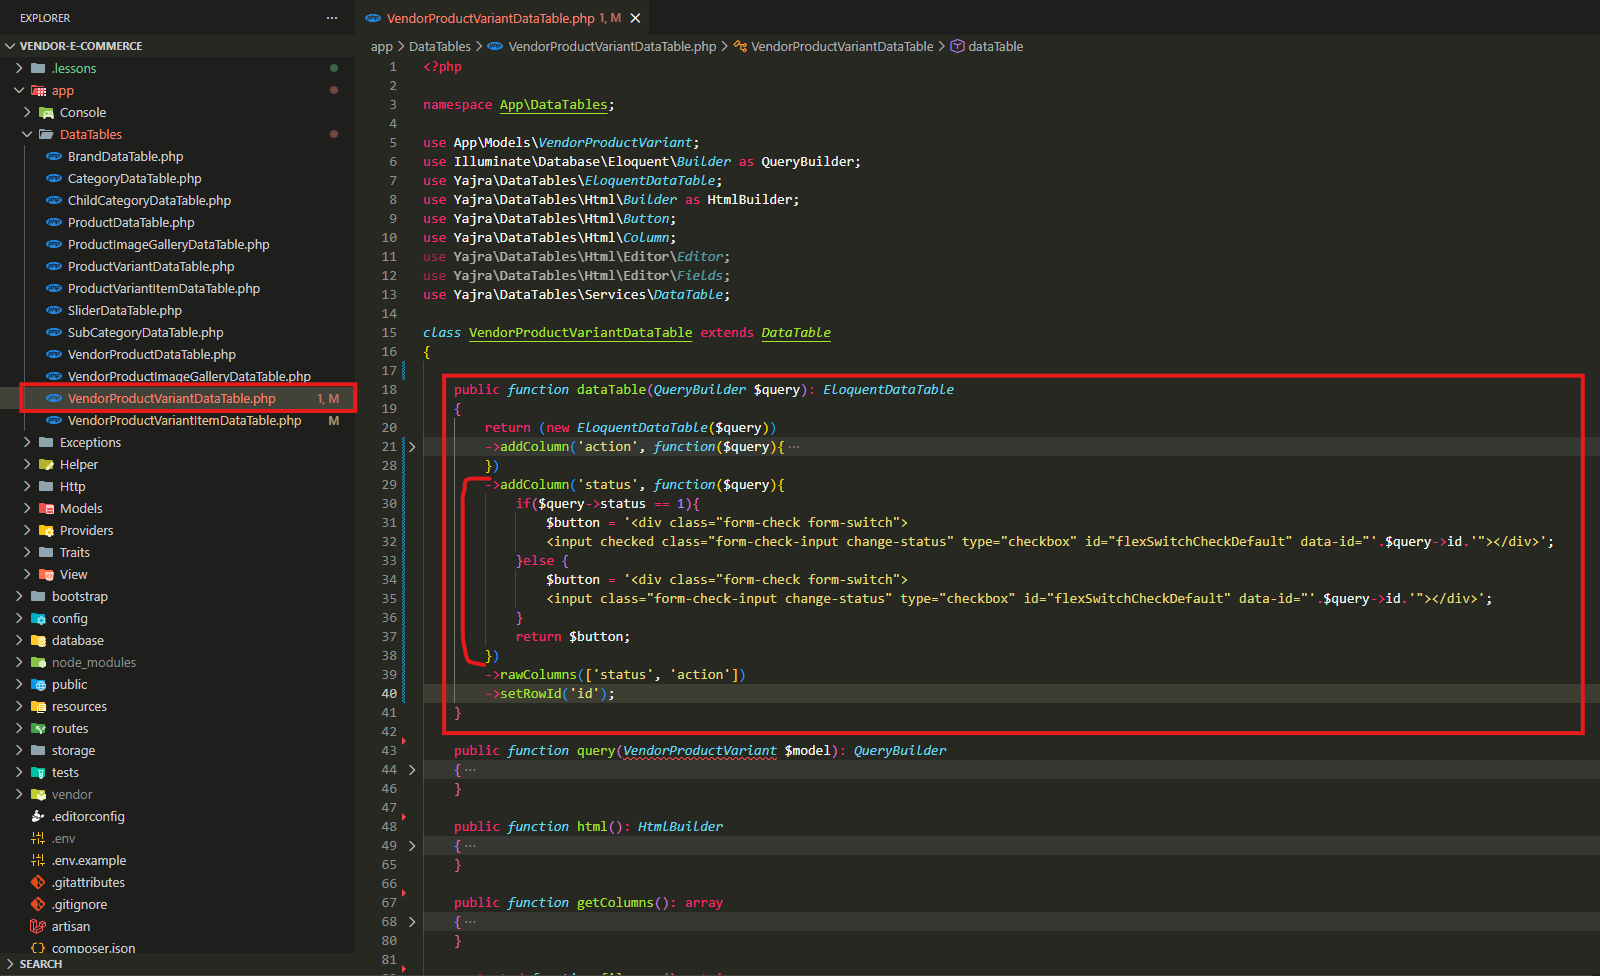 EXPLORER
···
VENDOR-E-COMMERCE
.lessons
app
Console
DataTables
BrandDataTable.php
CategoryDataTable.php
ChildCategoryDataTable.php
ProductDataTable.php
ProductImageGalleryDataTable.php
ProductVariantDataTable.php
ProductVariantItemDataTable.php
SliderDataTable.php
SubCategoryDataTable.php
VendorProductDataTable.php
VendorProductImageGalleryDataTable.php
VendorProductVariantDataTable.php 1, M
VendorProductVariantItemDataTable.php M
Exceptions
Helper
Http
Models
Providers
Traits
View
bootstrap
config
database
node_modules
public
resources
routes
storage
tests
vendor
.editorconfig
.env
.env.example
.gitattributes
.gitignore
artisan
composer.json
SEARCH
VendorProductVariantDataTable.php 1, M
app > DataTables > VendorProductVariantDataTable.php > VendorProductVariantDataTable > dataTable
1 <?php
2
3 namespace App\DataTables;
4
5 use App\Models\VendorProductVariant;
6 use Illuminate\Database\Eloquent\Builder as QueryBuilder;
7 use Yajra\DataTables\EloquentDataTable;
8 use Yajra\DataTables\Html\Builder as HtmlBuilder;
9 use Yajra\DataTables\Html\Button;
10 use Yajra\DataTables\Html\Column;
11 use Yajra\DataTables\Html\Editor\Editor;
12 use Yajra\DataTables\Html\Editor\Fields;
13 use Yajra\DataTables\Services\DataTable;
14
15 class VendorProductVariantDataTable extends DataTable
16 {
17
18 public function dataTable(QueryBuilder $query): EloquentDataTable
19 {
20 return (new EloquentDataTable($query))
21 ->addColumn('action', function($query){ ···
28 })
29 ->addColumn('status', function($query){
30 if($query->status == 1){
31 $button = '<div class="form-check form-switch">
32 <input checked class="form-check-input change-status" type="checkbox" id="flexSwitchCheckDefault" data-id="'.$query->id.'"></div>';
33 }else {
34 $button = '<div class="form-check form-switch">
35 <input class="form-check-input change-status" type="checkbox" id="flexSwitchCheckDefault" data-id="'.$query->id.'"></div>';
36 }
37 return $button;
38 })
39 ->rawColumns(['status', 'action'])
40 ->setRowId('id');
41 }
42
43 public function query(VendorProductVariant $model): QueryBuilder
44 { ···
46 }
47
48 public function html(): HtmlBuilder
49 { ···
65 }
66
67 public function getColumns(): array
68 { ···
80 }
81